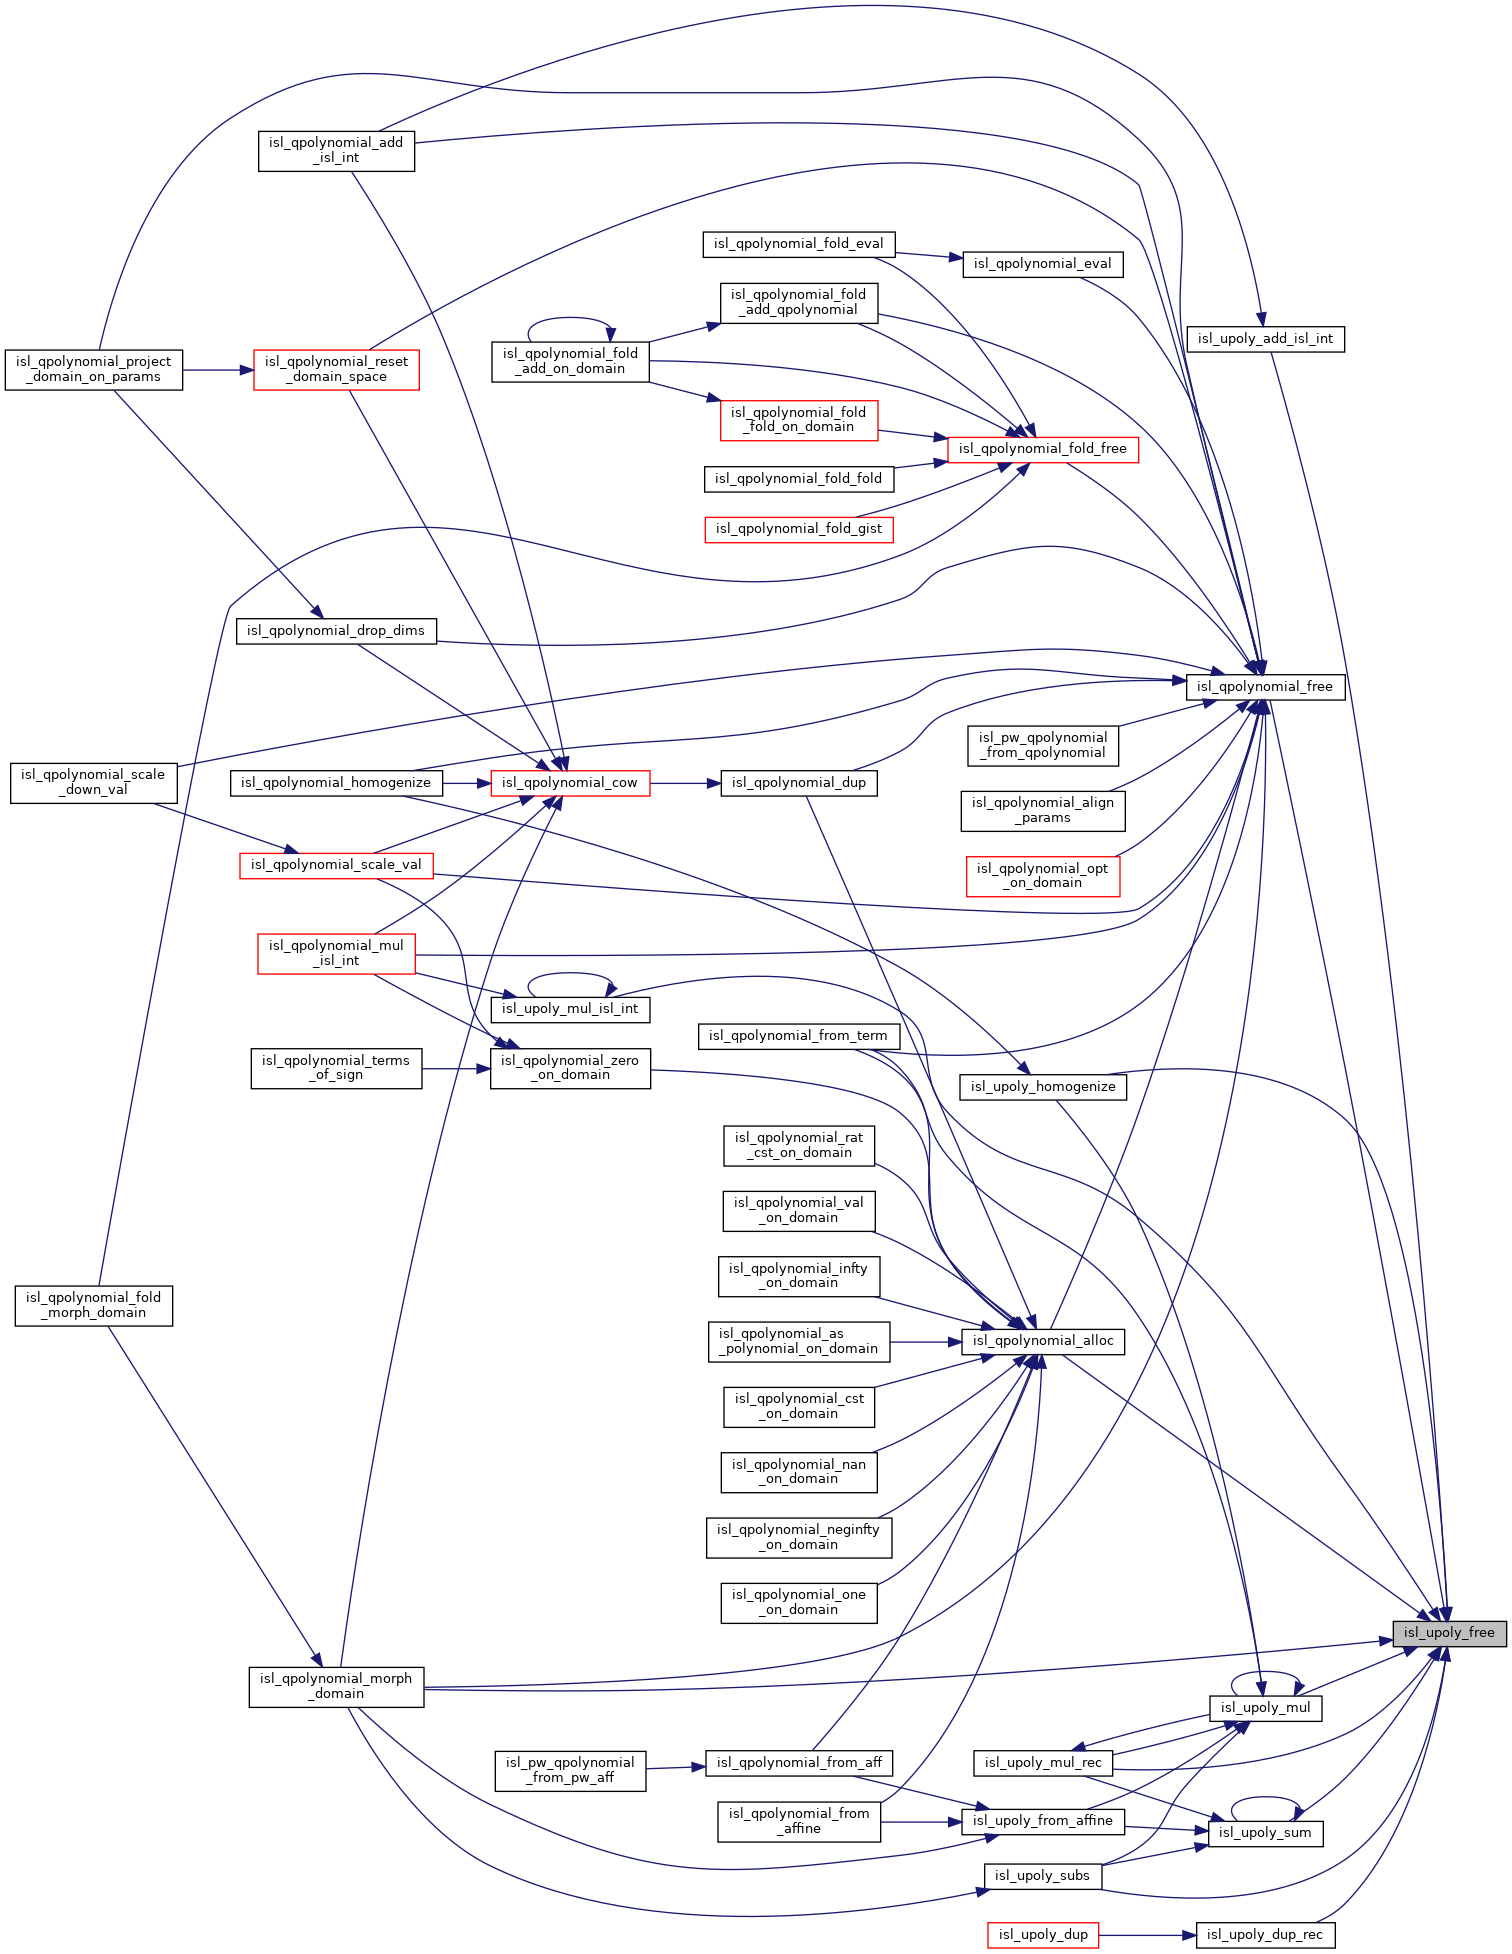 isl_qpolynomial_add
_isl_int
isl_qpolynomial_fold_eval
isl_qpolynomial_eval
isl_qpolynomial_fold
_add_qpolynomial
isl_upoly_add_isl_int
isl_qpolynomial_fold
_add_on_domain
isl_qpolynomial_project
_domain_on_params
isl_qpolynomial_reset
_domain_space
isl_qpolynomial_fold
_fold_on_domain
isl_qpolynomial_fold_free
isl_qpolynomial_fold_fold
isl_qpolynomial_fold_gist
isl_qpolynomial_drop_dims
isl_qpolynomial_free
isl_pw_qpolynomial
_from_qpolynomial
isl_qpolynomial_scale
_down_val
isl_qpolynomial_homogenize
isl_qpolynomial_cow
isl_qpolynomial_dup
isl_qpolynomial_align
_params
isl_qpolynomial_scale_val
isl_qpolynomial_opt
_on_domain
isl_qpolynomial_mul
_isl_int
isl_upoly_mul_isl_int
isl_qpolynomial_from_term
isl_qpolynomial_terms
_of_sign
isl_qpolynomial_zero
_on_domain
isl_upoly_homogenize
isl_qpolynomial_rat
_cst_on_domain
isl_qpolynomial_val
_on_domain
isl_qpolynomial_infty
_on_domain
isl_qpolynomial_fold
_morph_domain
isl_qpolynomial_as
_polynomial_on_domain
isl_qpolynomial_alloc
isl_qpolynomial_cst
_on_domain
isl_qpolynomial_nan
_on_domain
isl_qpolynomial_neginfty
_on_domain
isl_qpolynomial_one
_on_domain
isl_upoly_free
isl_qpolynomial_morph
_domain
isl_upoly_mul
isl_pw_qpolynomial
_from_pw_aff
isl_qpolynomial_from_aff
isl_upoly_mul_rec
isl_qpolynomial_from
_affine
isl_upoly_from_affine
isl_upoly_sum
isl_upoly_subs
isl_upoly_dup
isl_upoly_dup_rec